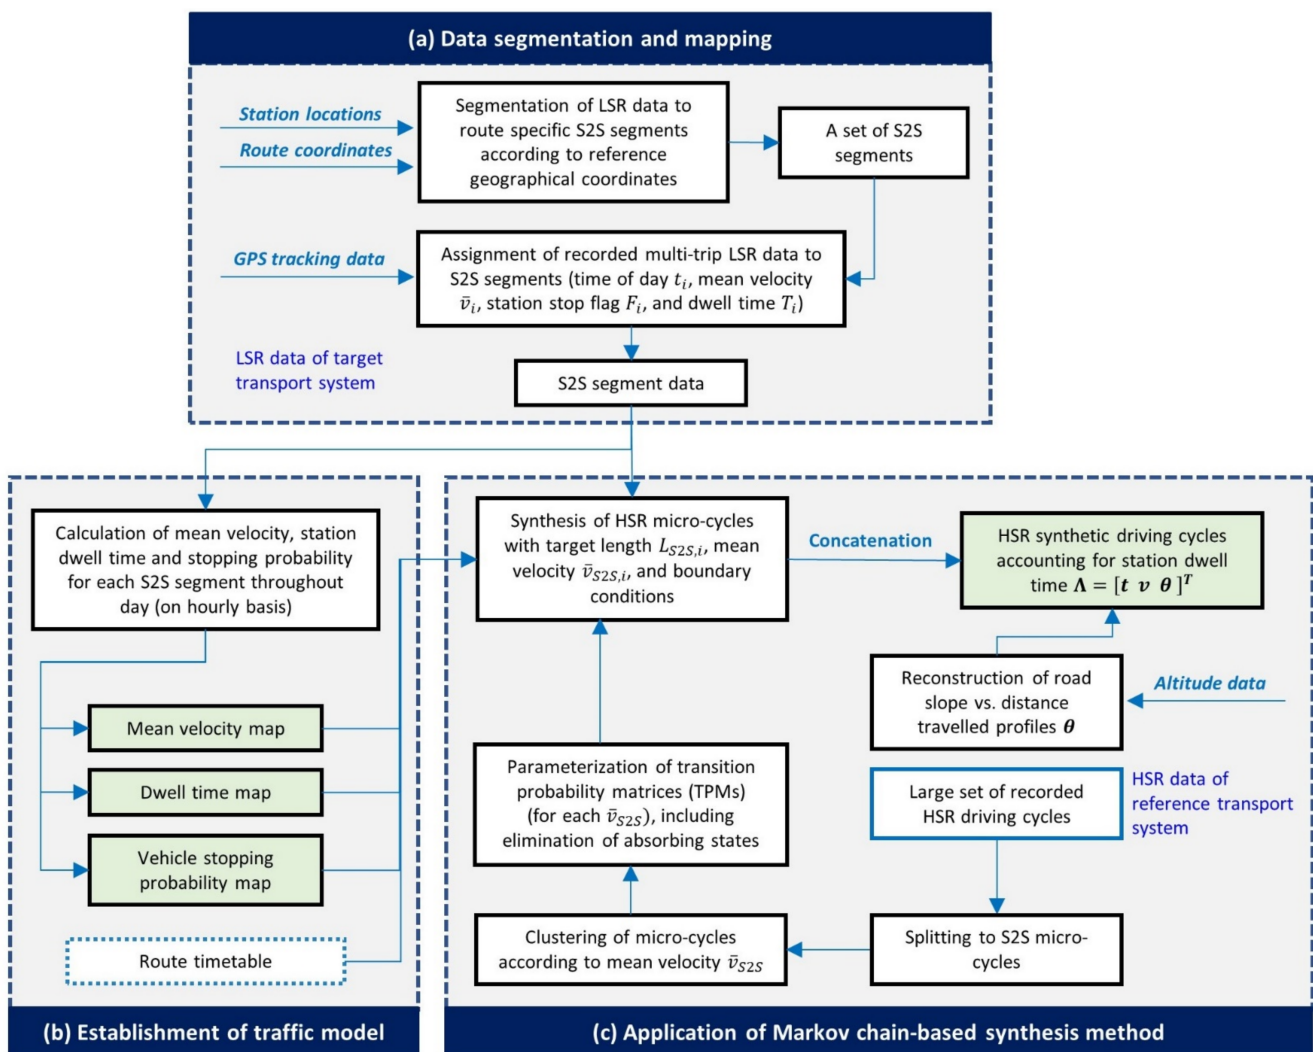 (a) Data segmentation and mapping
Station locations
Route coordinates
Segmentation of LSR data to
route specific S2S segments
according to reference
geographical coordinates
A set of S2S
segments
GPS tracking data
Assignment of recorded multi-trip LSR data to
S2S segments (time of day t_i, mean velocity
v̄_i, station stop flag F_i, and dwell time T_i)
LSR data of target
transport system
S2S segment data
Calculation of mean velocity, station
dwell time and stopping probability
for each S2S segment throughout
day (on hourly basis)
Mean velocity map
Dwell time map
Vehicle stopping
probability map
Route timetable
(b) Establishment of traffic model
Synthesis of HSR micro-cycles
with target length L_{S2S,i}, mean
velocity v̄_{S2S,i}, and boundary
conditions
Concatenation
HSR synthetic driving cycles
accounting for station dwell
time Λ = [t v θ]^T
Reconstruction of road
slope vs. distance
travelled profiles θ
Altitude data
Parameterization of transition
probability matrices (TPMs)
(for each v̄_{S2S}), including
elimination of absorbing states
Large set of recorded
HSR driving cycles
HSR data of
reference transport
system
Clustering of micro-cycles
according to mean velocity v̄_{S2S}
Splitting to S2S micro-
cycles
(c) Application of Markov chain-based synthesis method